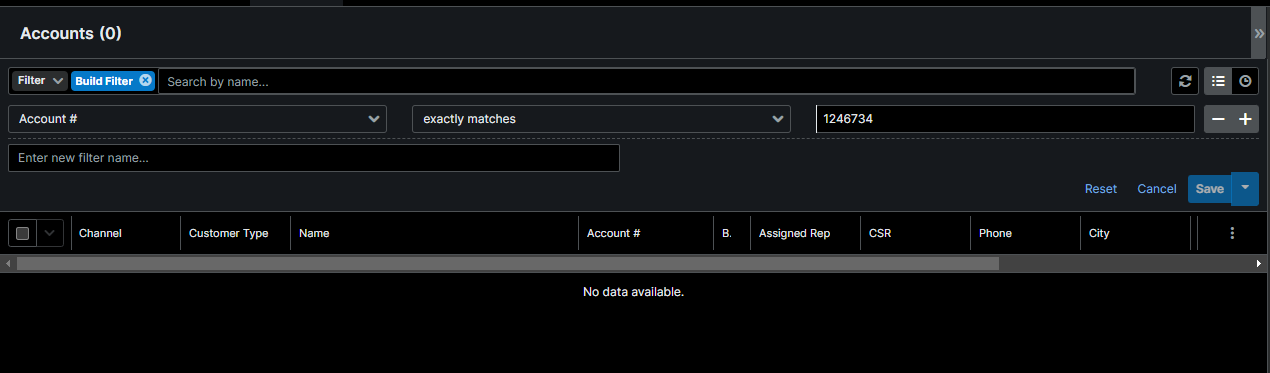 Accounts (0)
Filter Build Filter Search by name...
Account # exactly matches 1246734
Enter new filter name...
Reset Cancel Save
Channel Customer Type Name Account # B. Assigned Rep CSR Phone City
No data available.